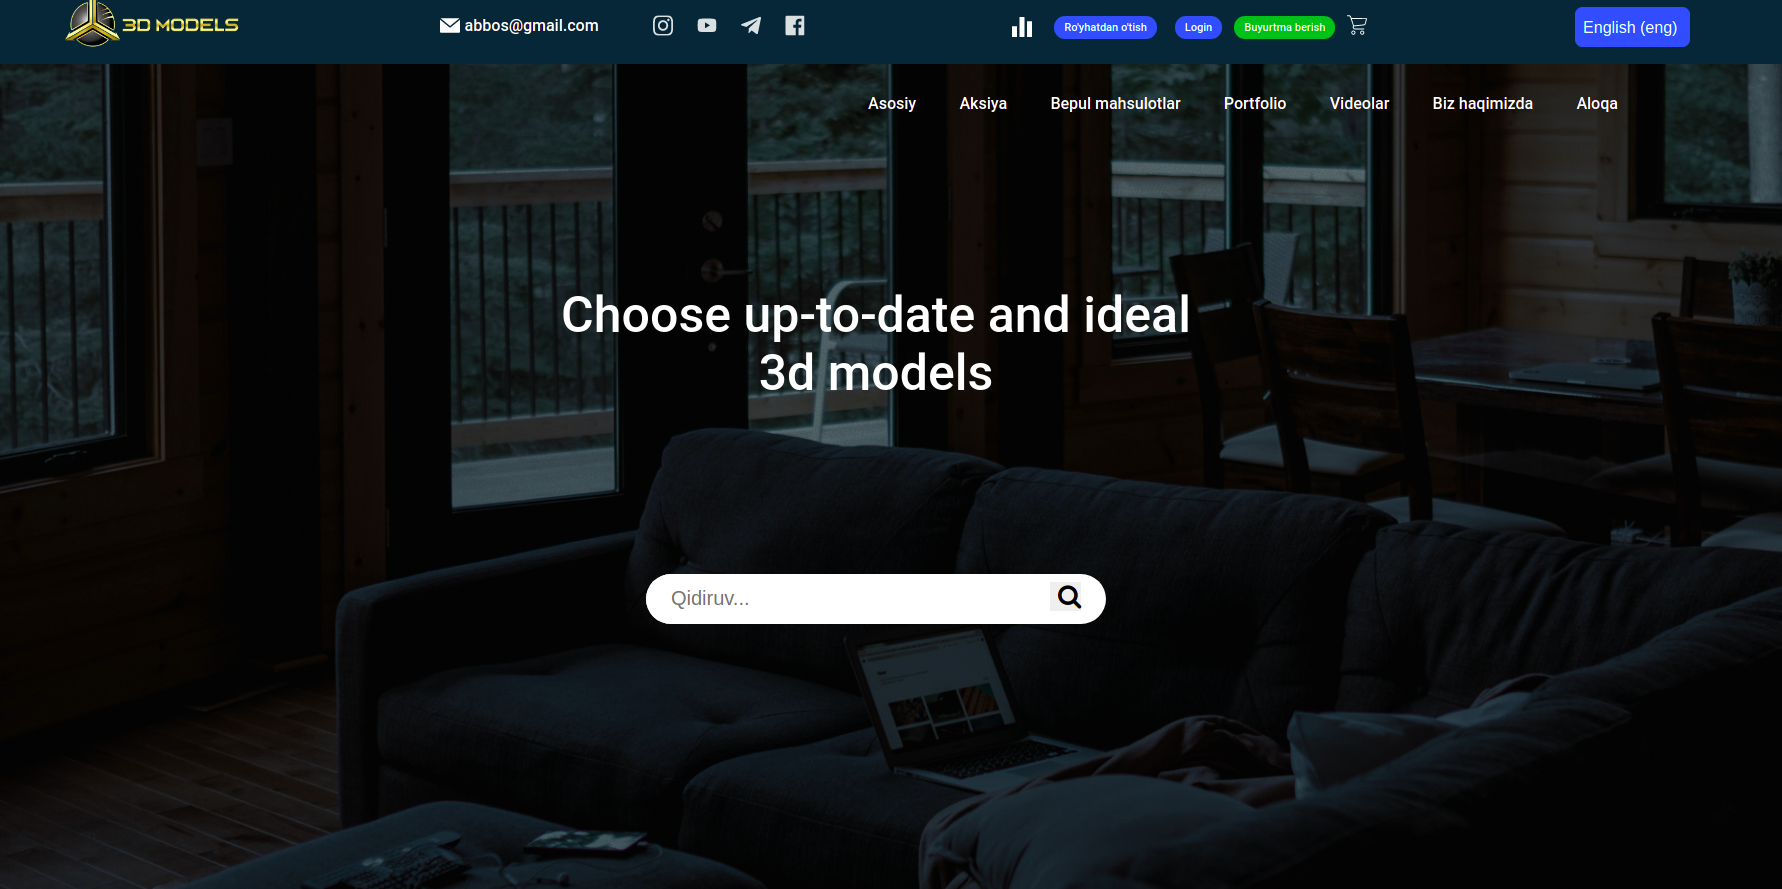 3D MODELS
abbos@gmail.com
Ro'yhatdan o'tish
Login
Buyurtma berish
English (eng)
Asosiy
Aksiya
Bepul mahsulotlar
Portfolio
Videolar
Biz haqimizda
Aloqa
Choose up-to-date and ideal
3d models
Qidiruv...